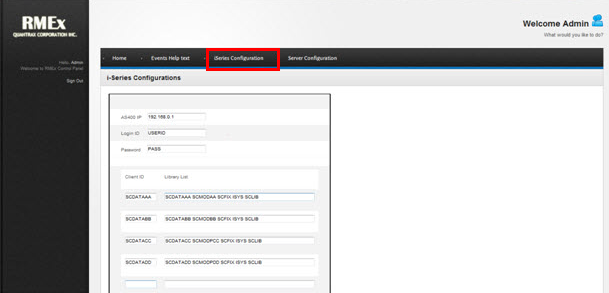 RMEx
QUANTRAX CORPORATION INC.
Hello, Admin
Welcome to RMEx Control Panel
Sign Out
Welcome Admin
What would you like to do?
Home
Events Help text
iSeries Configuration
Server Configuration
i-Series Configurations
AS400 IP
192.168.0.1
Login ID
USERID
Password
PASS
Client ID
Library List
SCDATAAA
SCDATAAA SCMODAA SCFIX ISYS SCLIB
SCDATABB
SCDATABB SCMODBB SCFIX ISYS SCLIB
SCDATACC
SCDATACC SCMODPCC SCFIX ISYS SCLIB
SCDATADD
SCDATADD SCMODPDD SCFIX ISYS SCLIB